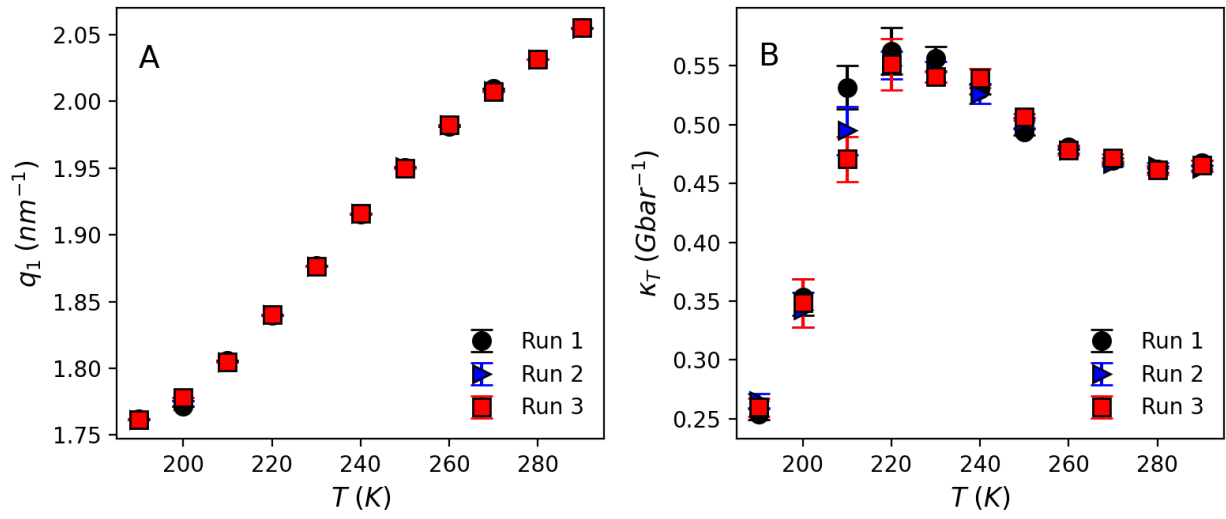 A
q₁ (nm⁻¹)
2.05
2.00
1.95
1.90
1.85
1.80
1.75
200 220 240 260 280
T (K)
Run 1
Run 2
Run 3
B
κ_T (Gbar⁻¹)
0.55
0.50
0.45
0.40
0.35
0.30
0.25
200 220 240 260 280
T (K)
Run 1
Run 2
Run 3